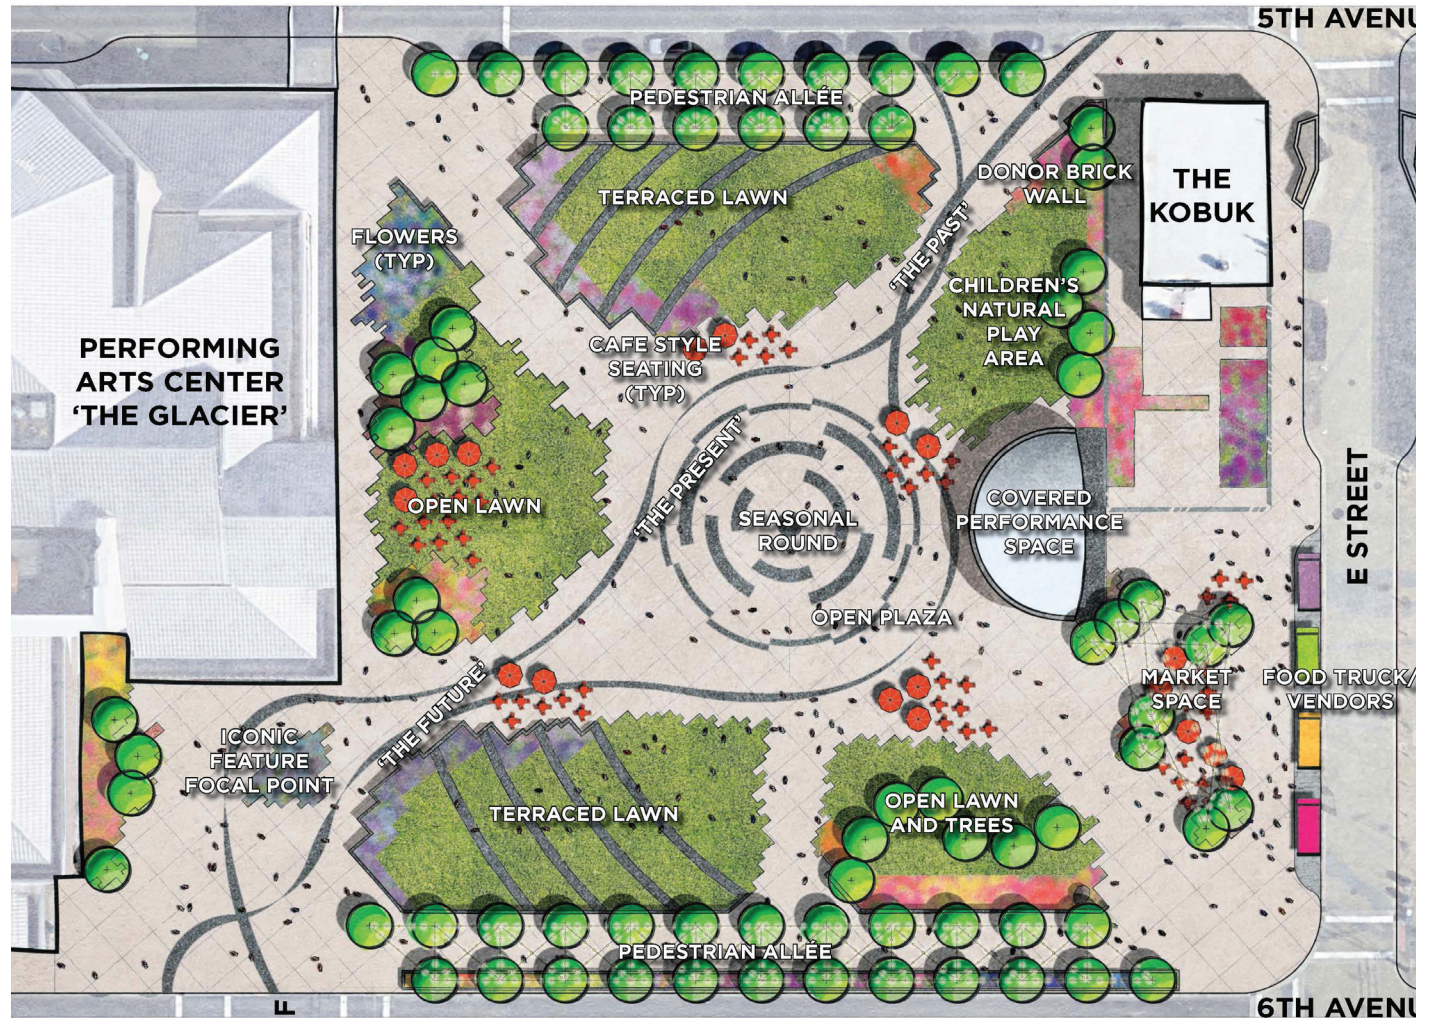 5TH AVENU
PEDESTRIAN ALLÉE
TERRACED LAWN
DONOR BRICK
WALL
THE
KOBUK
FLOWERS
(TYP)
'THE PAST'
CHILDREN'S
NATURAL
PLAY
AREA
PERFORMING
ARTS CENTER
'THE GLACIER'
CAFE STYLE
SEATING
(TYP)
'THE PRESENT'
OPEN LAWN
SEASONAL
ROUND
COVERED
PERFORMANCE
SPACE
E STREET
OPEN PLAZA
MARKET
SPACE
FOOD TRUCK/
VENDORS
'THE FUTURE'
ICONIC
FEATURE
FOCAL POINT
TERRACED LAWN
OPEN LAWN
AND TREES
PEDESTRIAN ALLÉE
F
6TH AVENU